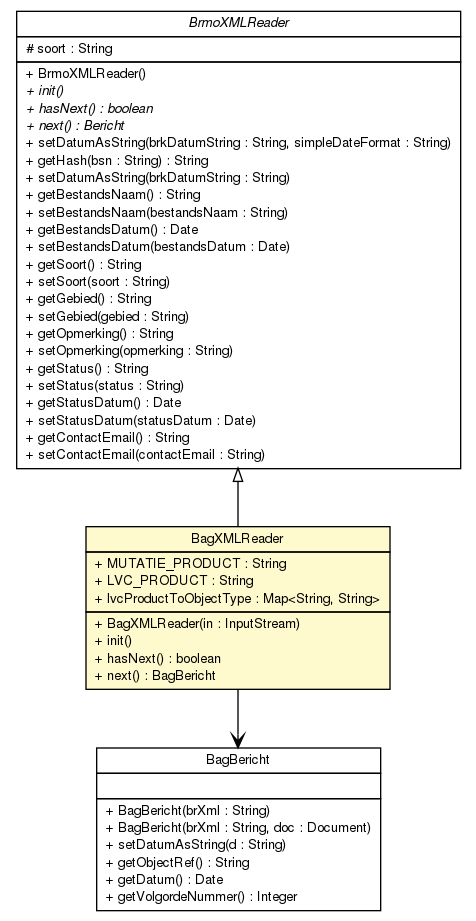 BrmoXMLReader
# soort : String
+ BrmoXMLReader()
+ init()
+ hasNext() : boolean
+ next() : Bericht
+ setDatumAsString(brkDatumString : String, simpleDateFormat : String)
+ getHash(bsn : String) : String
+ setDatumAsString(brkDatumString : String)
+ getBestandsNaam() : String
+ setBestandsNaam(bestandsNaam : String)
+ getBestandsDatum() : Date
+ setBestandsDatum(bestandsDatum : Date)
+ getSoort() : String
+ setSoort(soort : String)
+ getGebied() : String
+ setGebied(gebied : String)
+ getOpmerking() : String
+ setOpmerking(opmerking : String)
+ getStatus() : String
+ setStatus(status : String)
+ getStatusDatum() : Date
+ setStatusDatum(statusDatum : Date)
+ getContactEmail() : String
+ setContactEmail(contactEmail : String)
BagXMLReader
+ MUTATIE_PRODUCT : String
+ LVC_PRODUCT : String
+ lvcProductToObjectType : Map<String, String>
+ BagXMLReader(in : InputStream)
+ init()
+ hasNext() : boolean
+ next() : BagBericht
BagBericht
+ BagBericht(brXml : String)
+ BagBericht(brXml : String, doc : Document)
+ setDatumAsString(d : String)
+ getObjectRef() : String
+ getDatum() : Date
+ getVolgordeNummer() : Integer